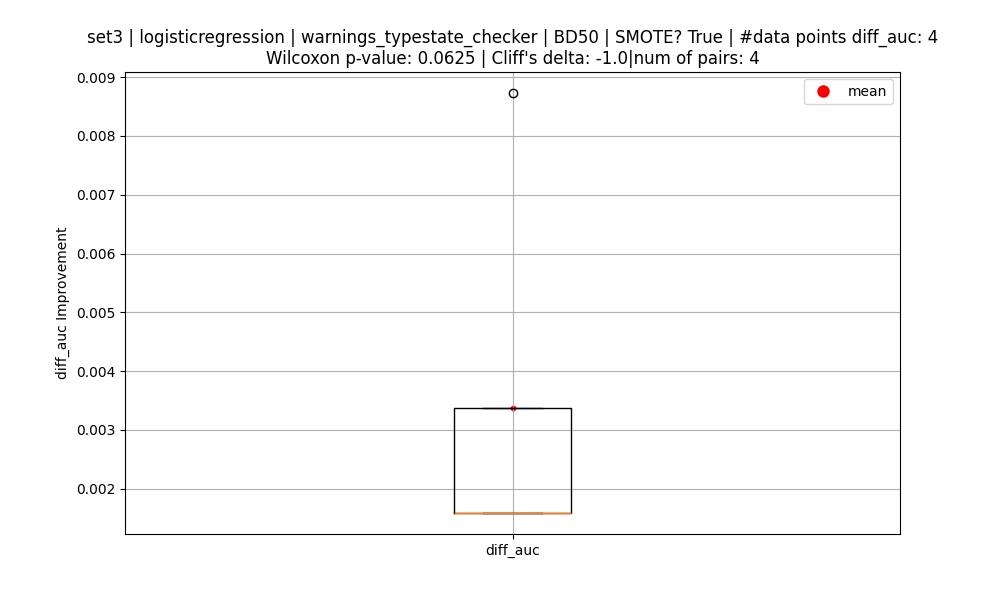 set3 | logisticregression | warnings_typestate_checker | BD50 | SMOTE? True | #data points diff_auc: 4
Wilcoxon p-value: 0.0625 | Cliff's delta: -1.0|num of pairs: 4
mean
0.009
0.008
0.007
0.006
0.005
0.004
0.003
0.002
diff_auc Improvement
diff_auc